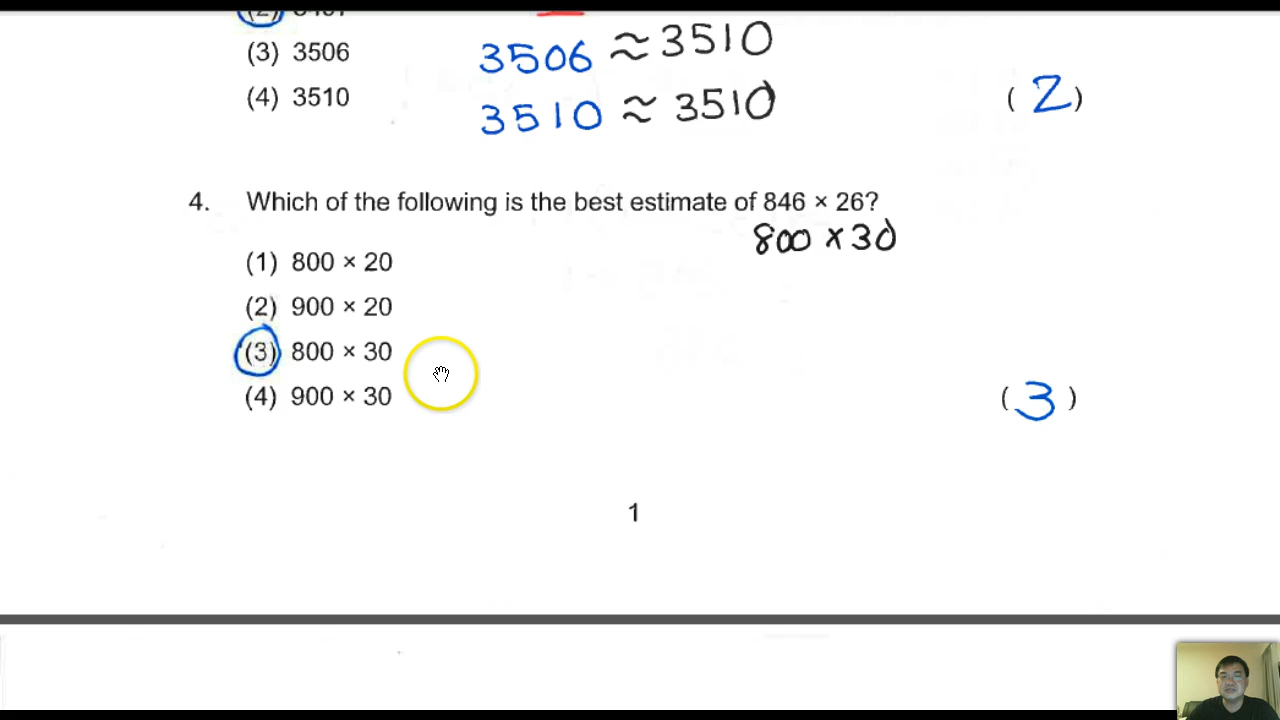 (3) 3506
3506 ≈ 3510
(4) 3510
3510 ≈ 3510
( 2 )
4. Which of the following is the best estimate of 846 × 26?
800 × 30
(1) 800 × 20
(2) 900 × 20
(3) 800 × 30
(4) 900 × 30
( 3 )
1